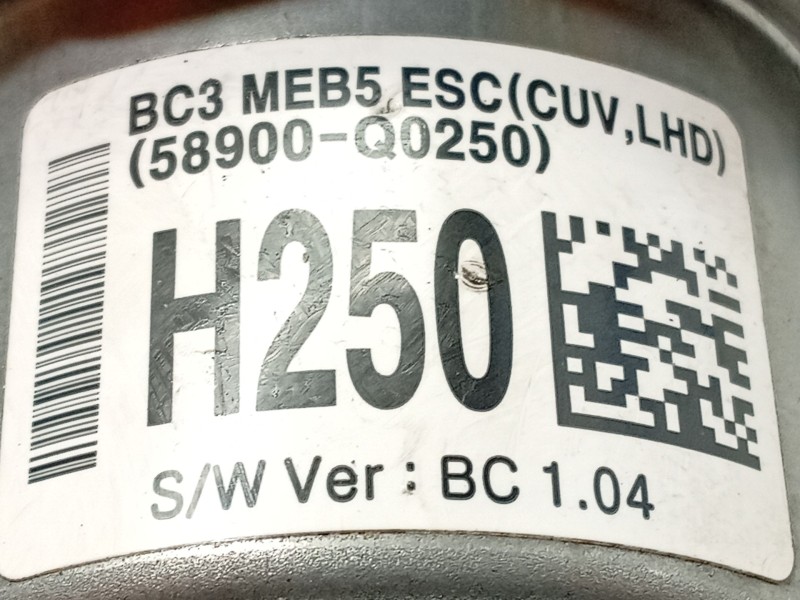 BC3 MEB5 ESC(CUV,LHD)
(58900-Q0250)
H250
S/W Ver : BC 1.04